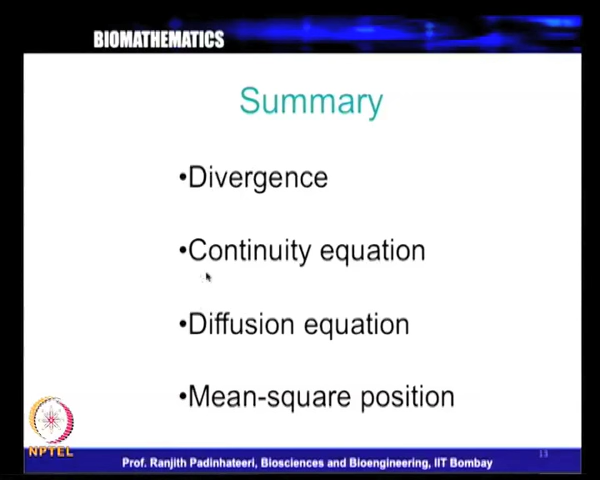 BIOMATHEMATICS
Summary
•Divergence
•Continuity equation
•Diffusion equation
•Mean-square position
NPTEL
13
Prof. Ranjith Padinhateeri, Biosciences and Bioengineering, IIT Bombay